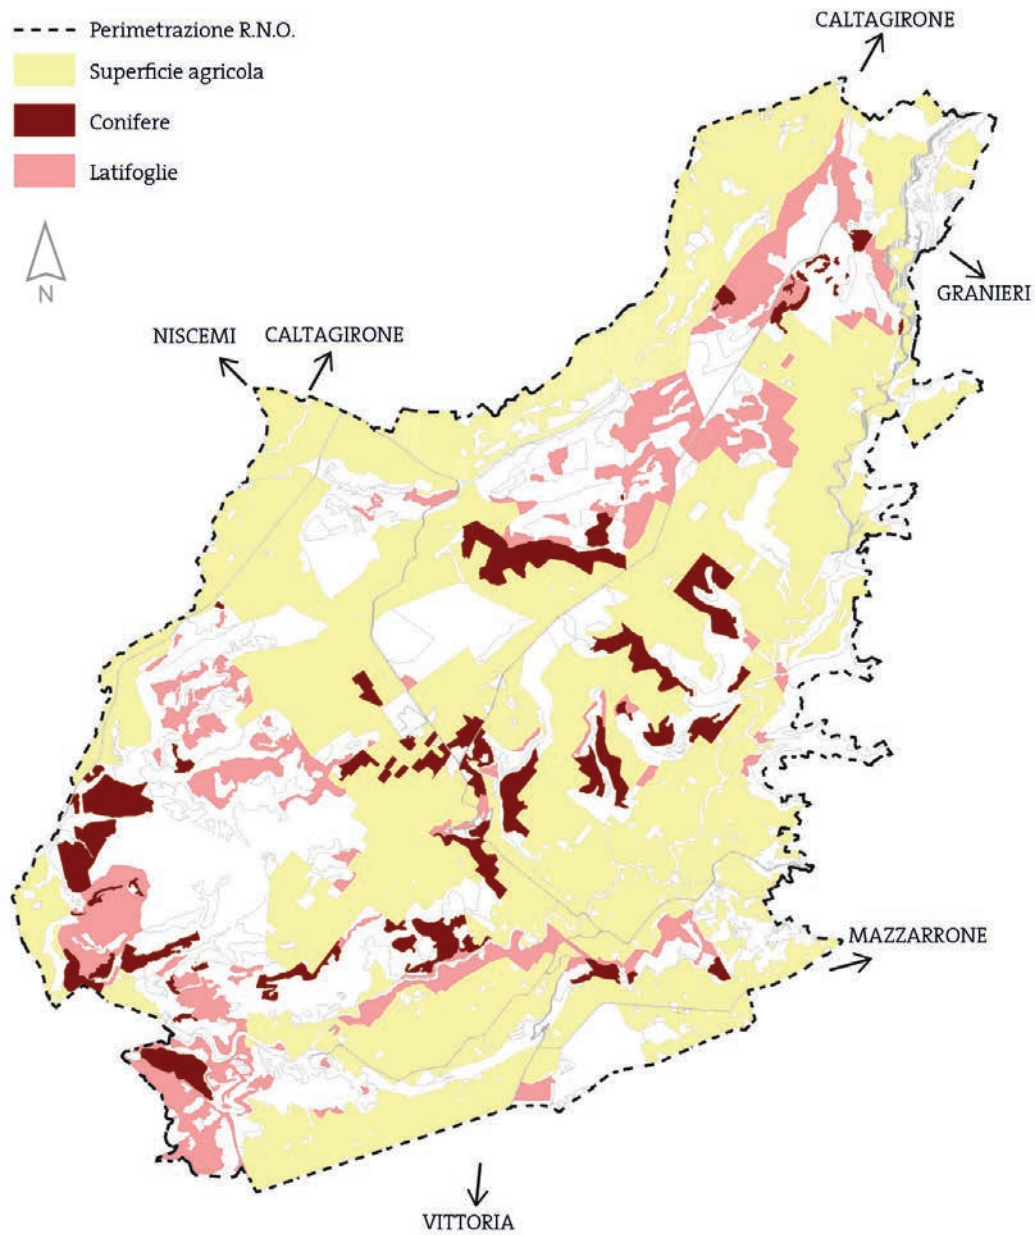 CALTAGIRONE
Perimetrazione R.N.O.
Superficie agricola
Conifere
Latifoglie
N
GRANIERI
NISCEMI
CALTAGIRONE
MAZZARRONE
VITTORIA